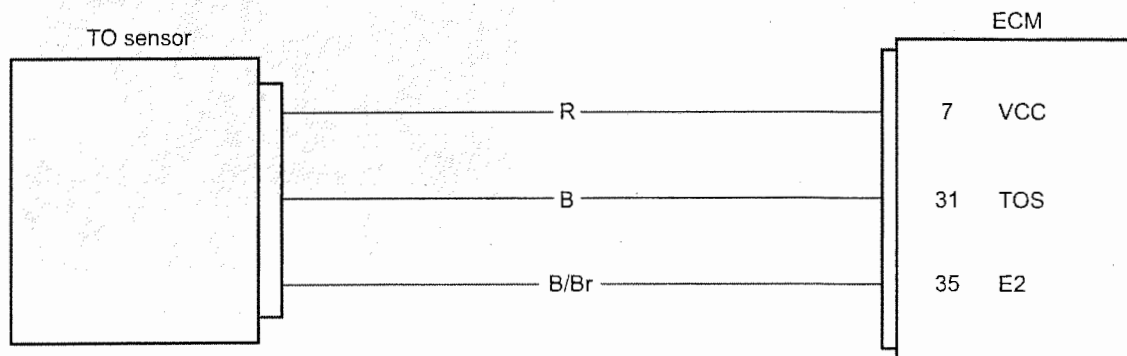 TO sensor
ECM
R
7 VCC
B
31 TOS
B/Br
35 E2